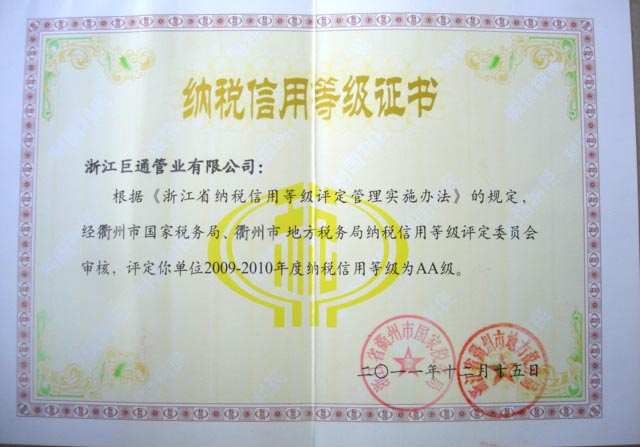 纳税信用等级证书
浙江巨通管业有限公司：
根据《浙江省纳税信用等级评定管理实施办法》的规定，
经衢州市国家税务局、衢州市 地方税务局纳税信用等级评定委员会
审核，评定你单位2009-2010年度纳税信用等级为AA级。
二〇一一年十二月十五日